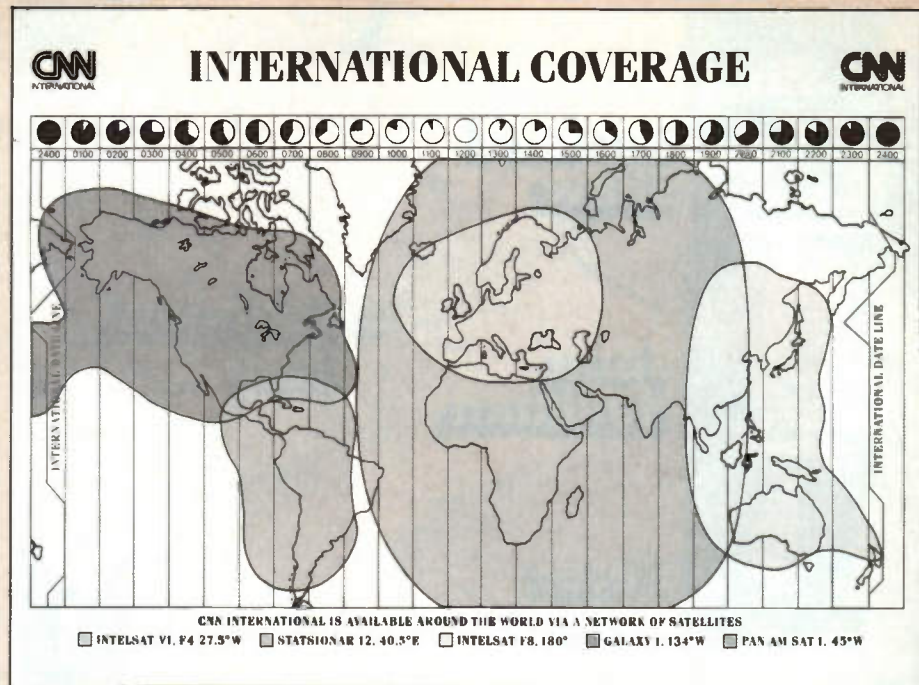 CNN
INTERNATIONAL
INTERNATIONAL COVERAGE
CNN
INTERNATIONAL
2400 0100 0200 0300 0400 0500 0600 0700 0800 0900 1000 1100 1200 1300 1400 1500 1600 1700 1800 1900 2000 2100 2200 2300 2400
INTERNATIONAL DATE LINE
INTERNATIONAL DATE LINE
CNN INTERNATIONAL IS AVAILABLE AROUND THE WORLD VIA A NETWORK OF SATELLITES
INTELSAT VI, F4 27.5°W STATSIONAR 12, 40.5°E INTELSAT F8, 180° GALAXY 1, 134°W PAN AM SAT 1, 45°W